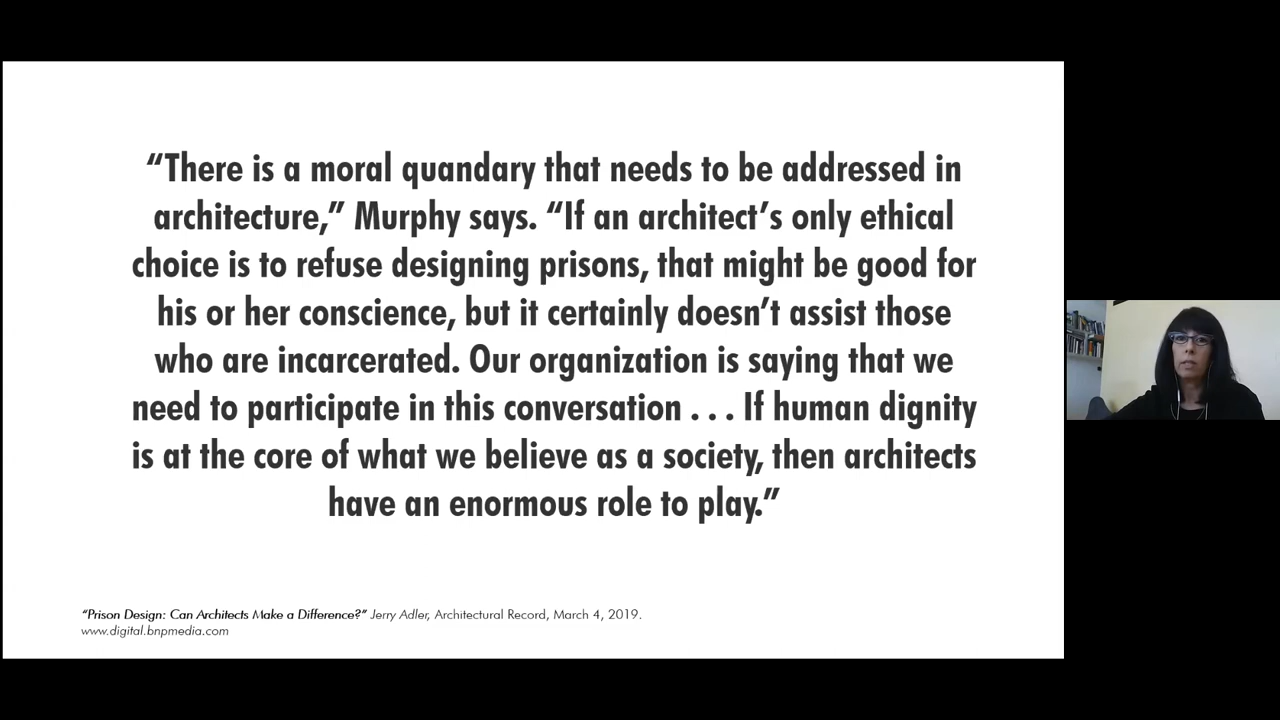 “There is a moral quandary that needs to be addressed in
architecture,” Murphy says. “If an architect’s only ethical
choice is to refuse designing prisons, that might be good for
his or her conscience, but it certainly doesn’t assist those
who are incarcerated. Our organization is saying that we
need to participate in this conversation . . . If human dignity
is at the core of what we believe as a society, then architects
have an enormous role to play.”
“Prison Design: Can Architects Make a Difference?” Jerry Adler, Architectural Record, March 4, 2019.
www.digital.bnpmedia.com